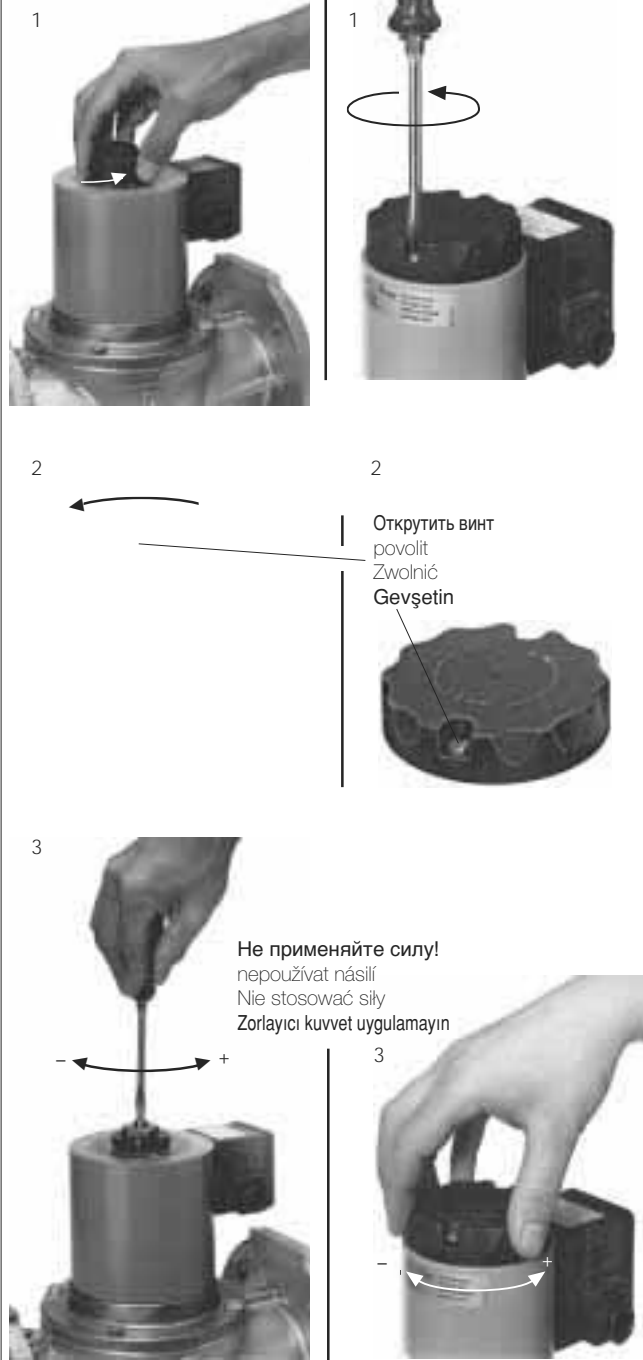 1
1
2
2
Открутить винт
povolit
Zwolnić
Gevşetin
3
Не применяйте силу!
nepoužívat násilí
Nie stosować siły
Zorlayıcı kuvvet uygulamayın
– +
3
– +